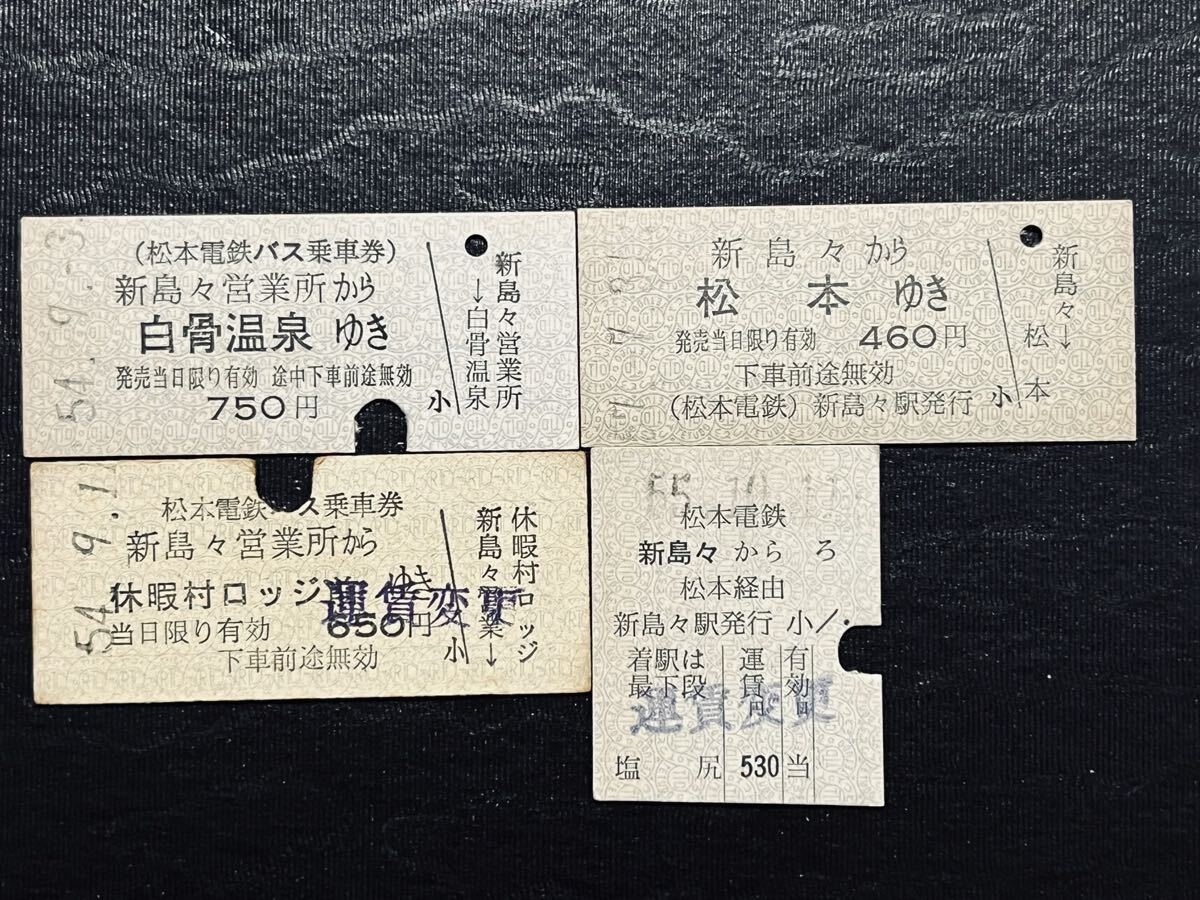 54.-9.-3
(松本電鉄バス乗車券)
新島々営業所から
白骨温泉 ゆき
発売当日限り有効 途中下車前途無効
750円
小
新島々営業所
→白骨温泉
新島々から
松本 ゆき
発売当日限り有効 460円
下車前途無効
(松本電鉄) 新島々駅発行 小
新島々→
松本
54 9.1
松本電鉄 ス乗車券
新島々営業所から
休暇村ロッジ ゆき
当日限り有効 650円
下車前途無効
運賃変更
小
休暇村ロッジ
新島々営業→
松本電鉄
新島々 から ろ
松本経由
新島々駅発行 小
着駅は最下段
運賃円
有効
運賃変更
塩尻 530 当